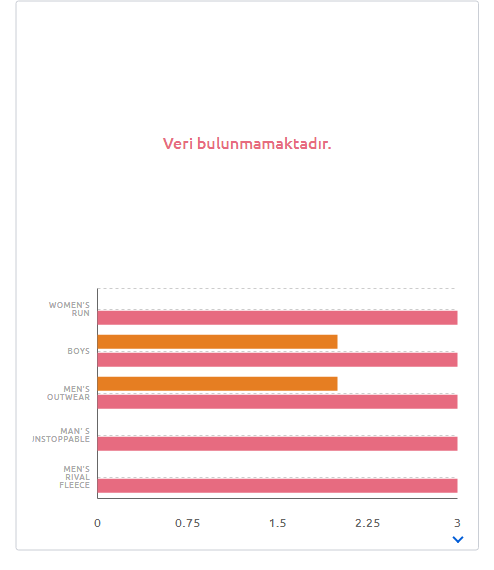 Veri bulunmamaktadır.
WOMEN'S
RUN
BOYS
MEN'S
OUTWEAR
MAN' S
UNSTOPPABLE
MEN'S
RIVAL
FLEECE
0 0.75 1.5 2.25 3